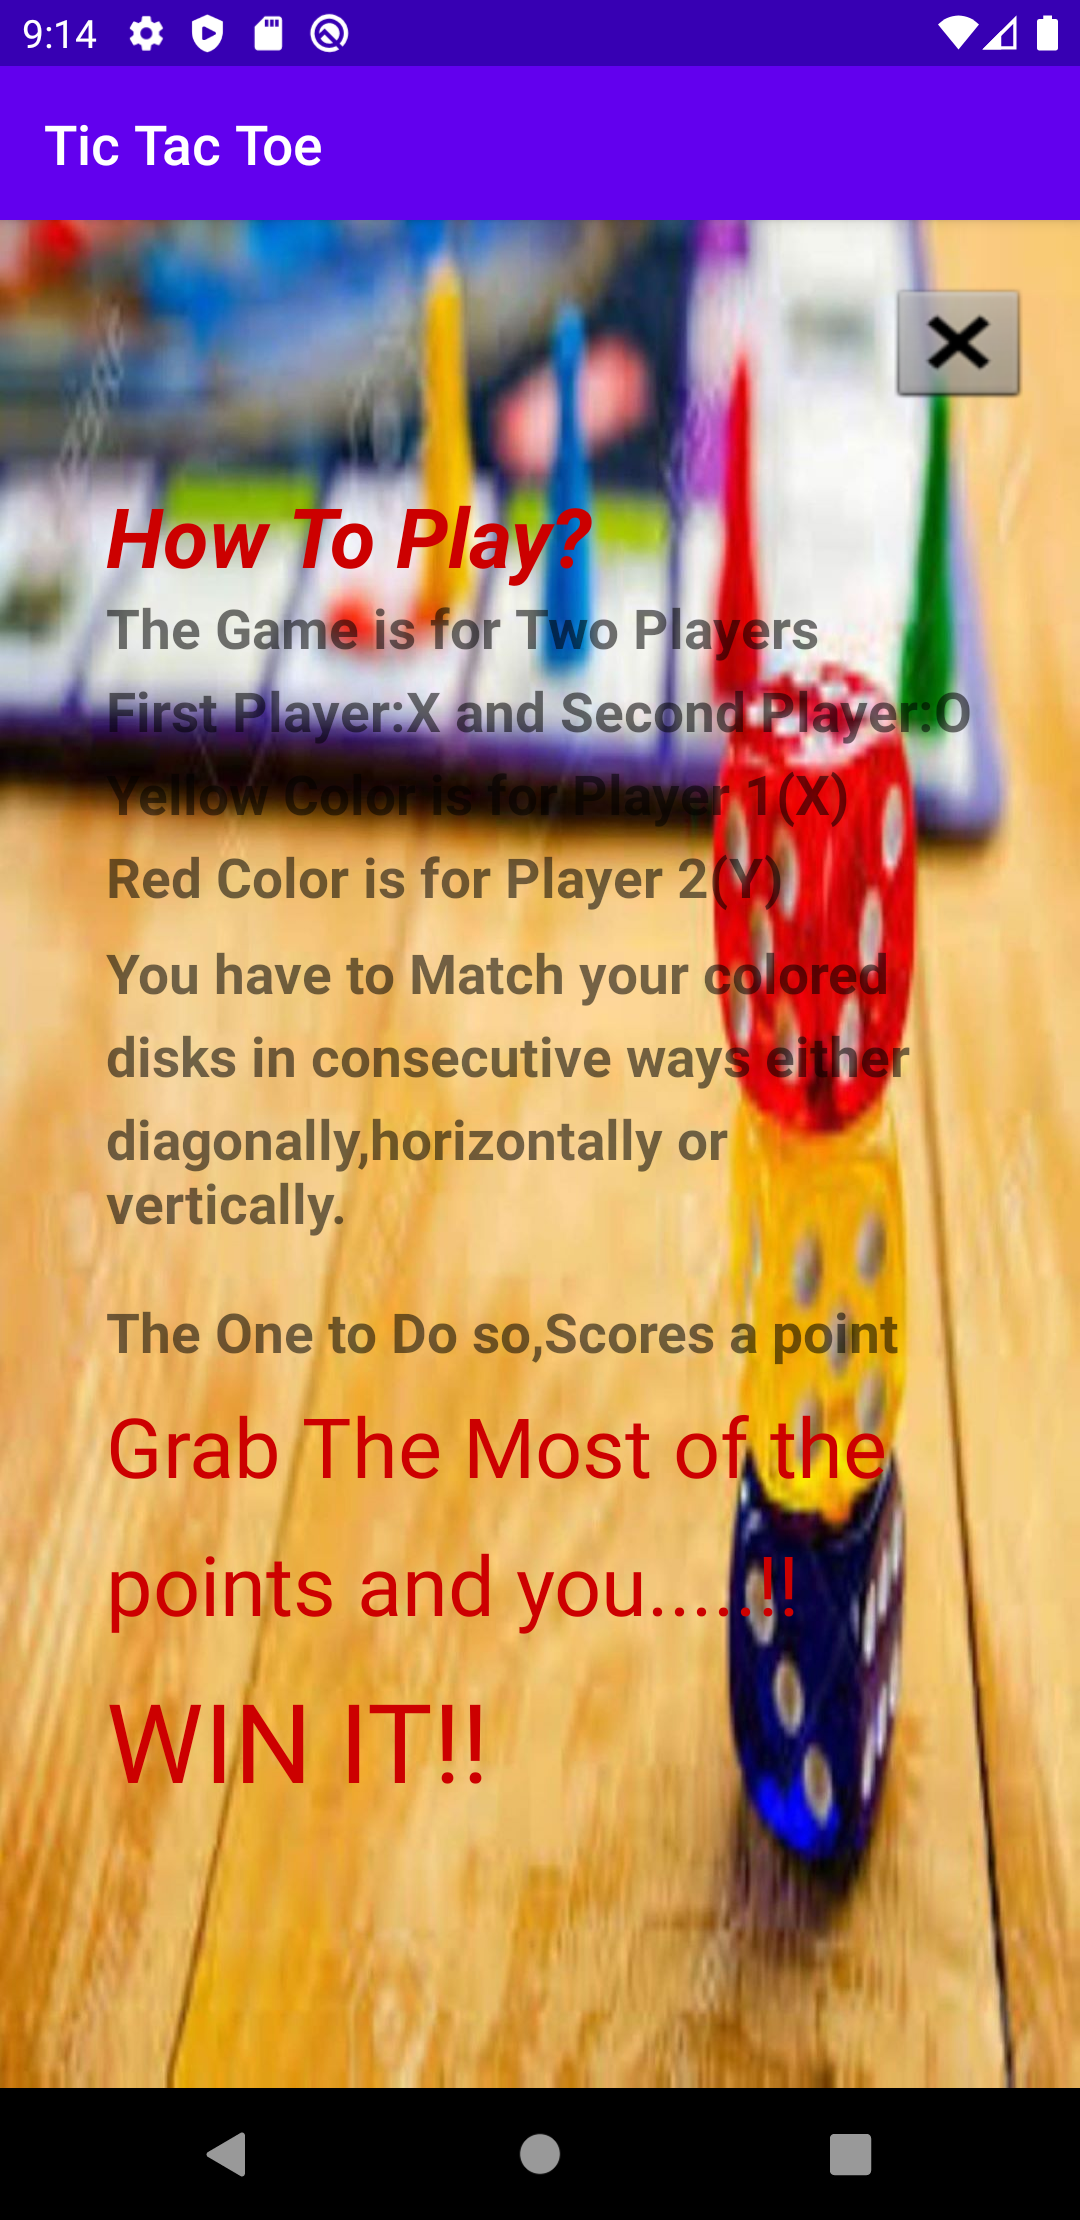 9:14
Tic Tac Toe
How To Play?
The Game is for Two Players
First Player:X and Second Player:O
Yellow Color is for Player 1(X)
Red Color is for Player 2(Y)
You have to Match your colored
disks in consecutive ways either
diagonally,horizontally or
vertically.
The One to Do so,Scores a point
Grab The Most of the
points and you.....!!
WIN IT!!